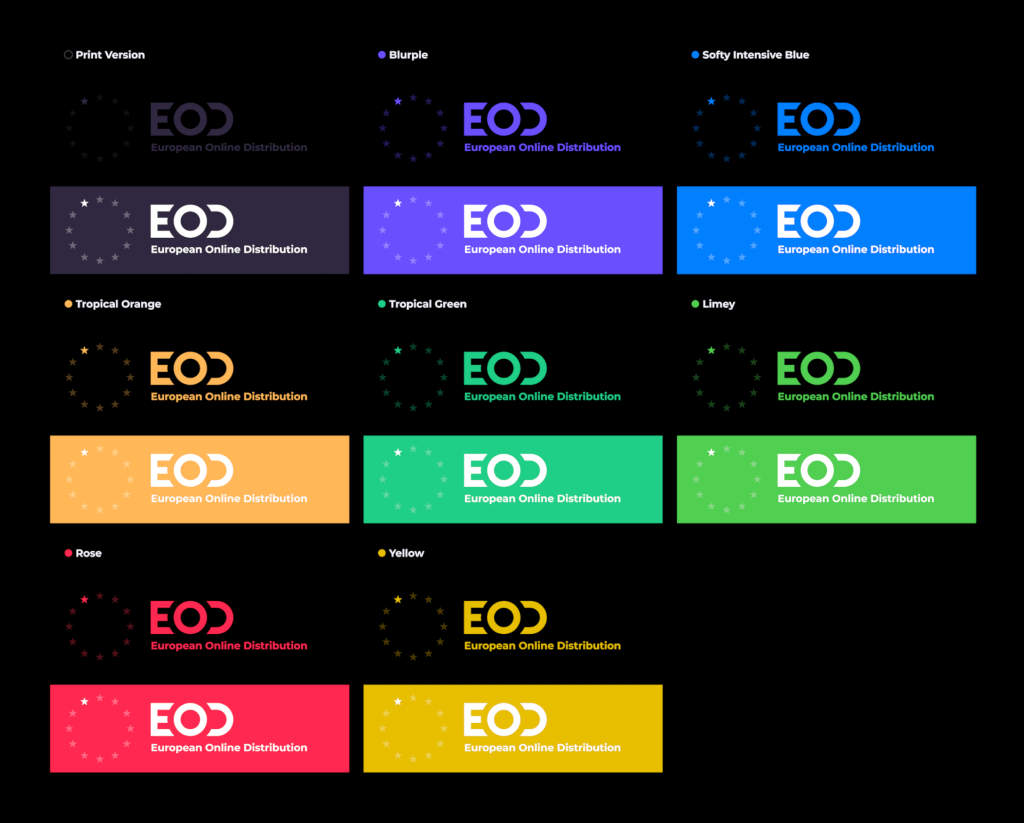 Print Version
Blurple
Softy Intensive Blue
EOD
European Online Distribution
EOD
European Online Distribution
EOD
European Online Distribution
EOD
European Online Distribution
EOD
European Online Distribution
EOD
European Online Distribution
Tropical Orange
Tropical Green
Limey
EOD
European Online Distribution
EOD
European Online Distribution
EOD
European Online Distribution
EOD
European Online Distribution
EOD
European Online Distribution
EOD
European Online Distribution
Rose
Yellow
EOD
European Online Distribution
EOD
European Online Distribution
EOD
European Online Distribution
EOD
European Online Distribution